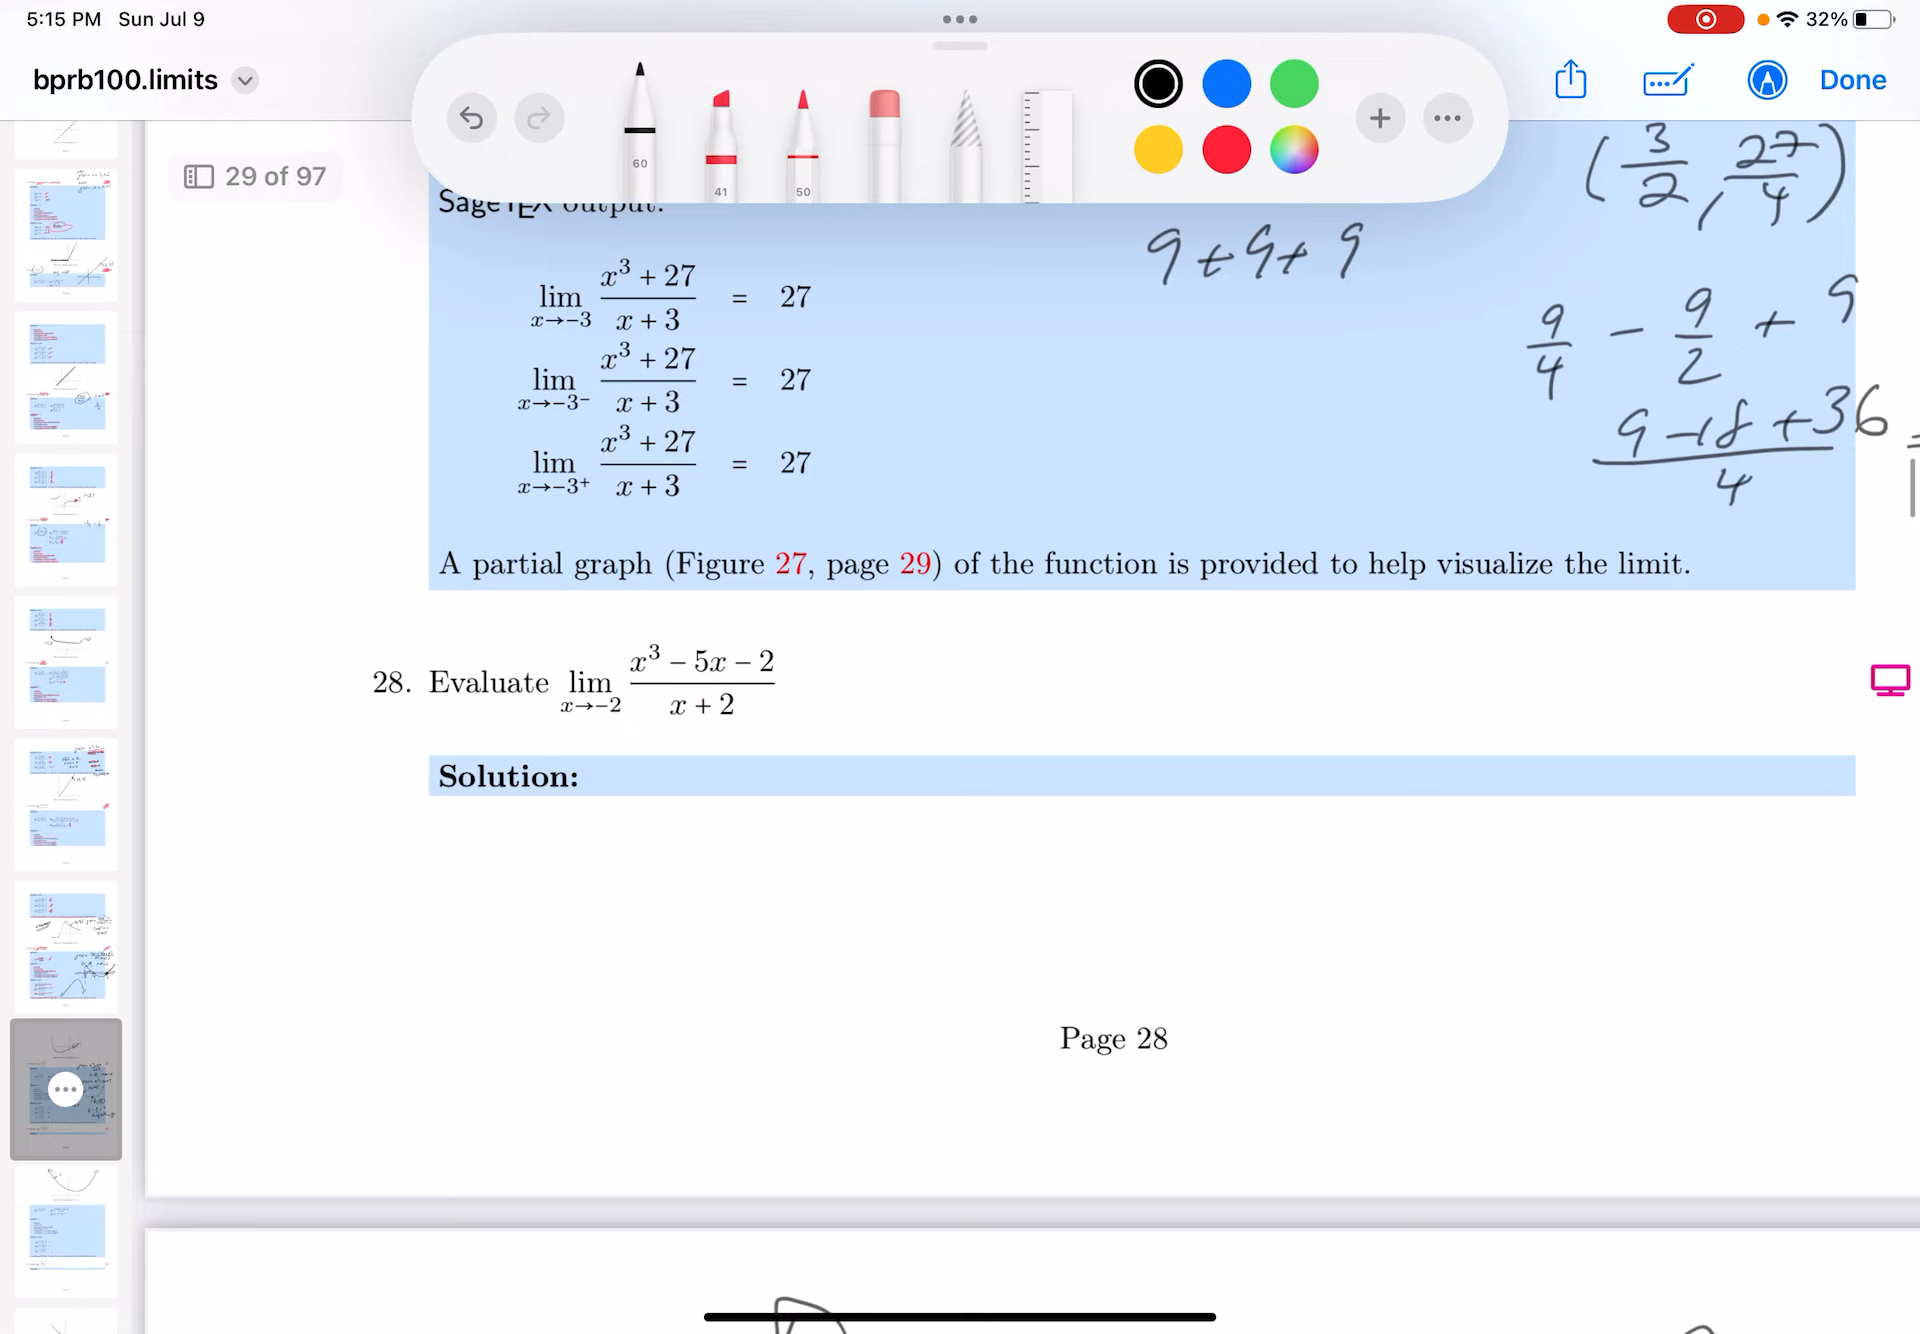 5:15 PM Sun Jul 9
32%
bprb100.limits
Done
60
41
50
29 of 97
(3/2, 27/4)
SageTEX output:
9 + 9 + 9
lim x→−3 (x³ + 27)/(x + 3) = 27
lim x→−3⁻ (x³ + 27)/(x + 3) = 27
lim x→−3⁺ (x³ + 27)/(x + 3) = 27
9/4 − 9/2 + 9
(9 − 18 + 36)/4 =
A partial graph (Figure 27, page 29) of the function is provided to help visualize the limit.
28. Evaluate lim x→−2 (x³ − 5x − 2)/(x + 2)
Solution:
Page 28